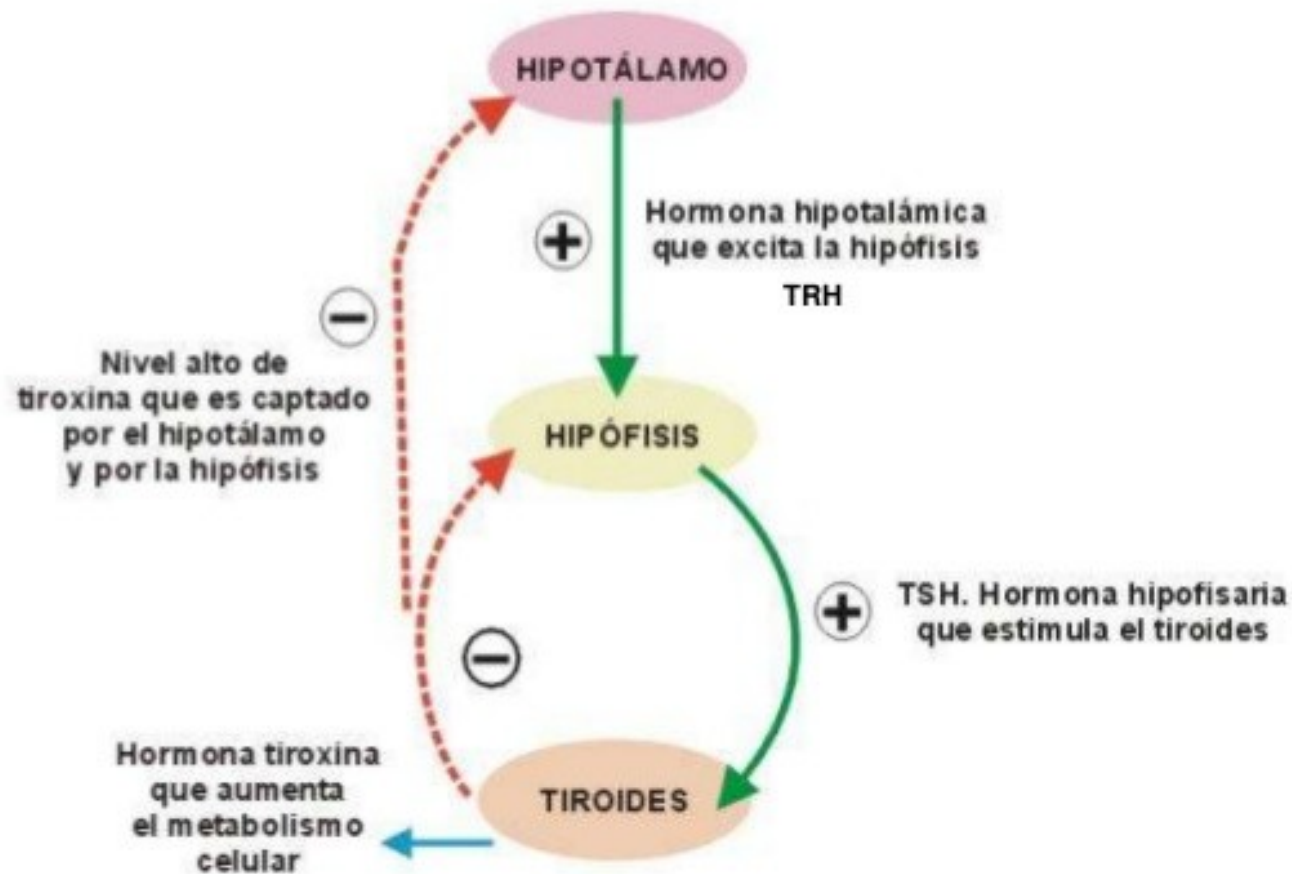 HIPOTÁLAMO
+
Hormona hipotalámica
que excita la hipófisis
TRH
−
Nivel alto de
tiroxina que es captado
por el hipotálamo
y por la hipófisis
HIPÓFISIS
+
TSH. Hormona hipofisaria
que estimula el tiroides
−
Hormona tiroxina
que aumenta
el metabolismo
celular
TIROIDES